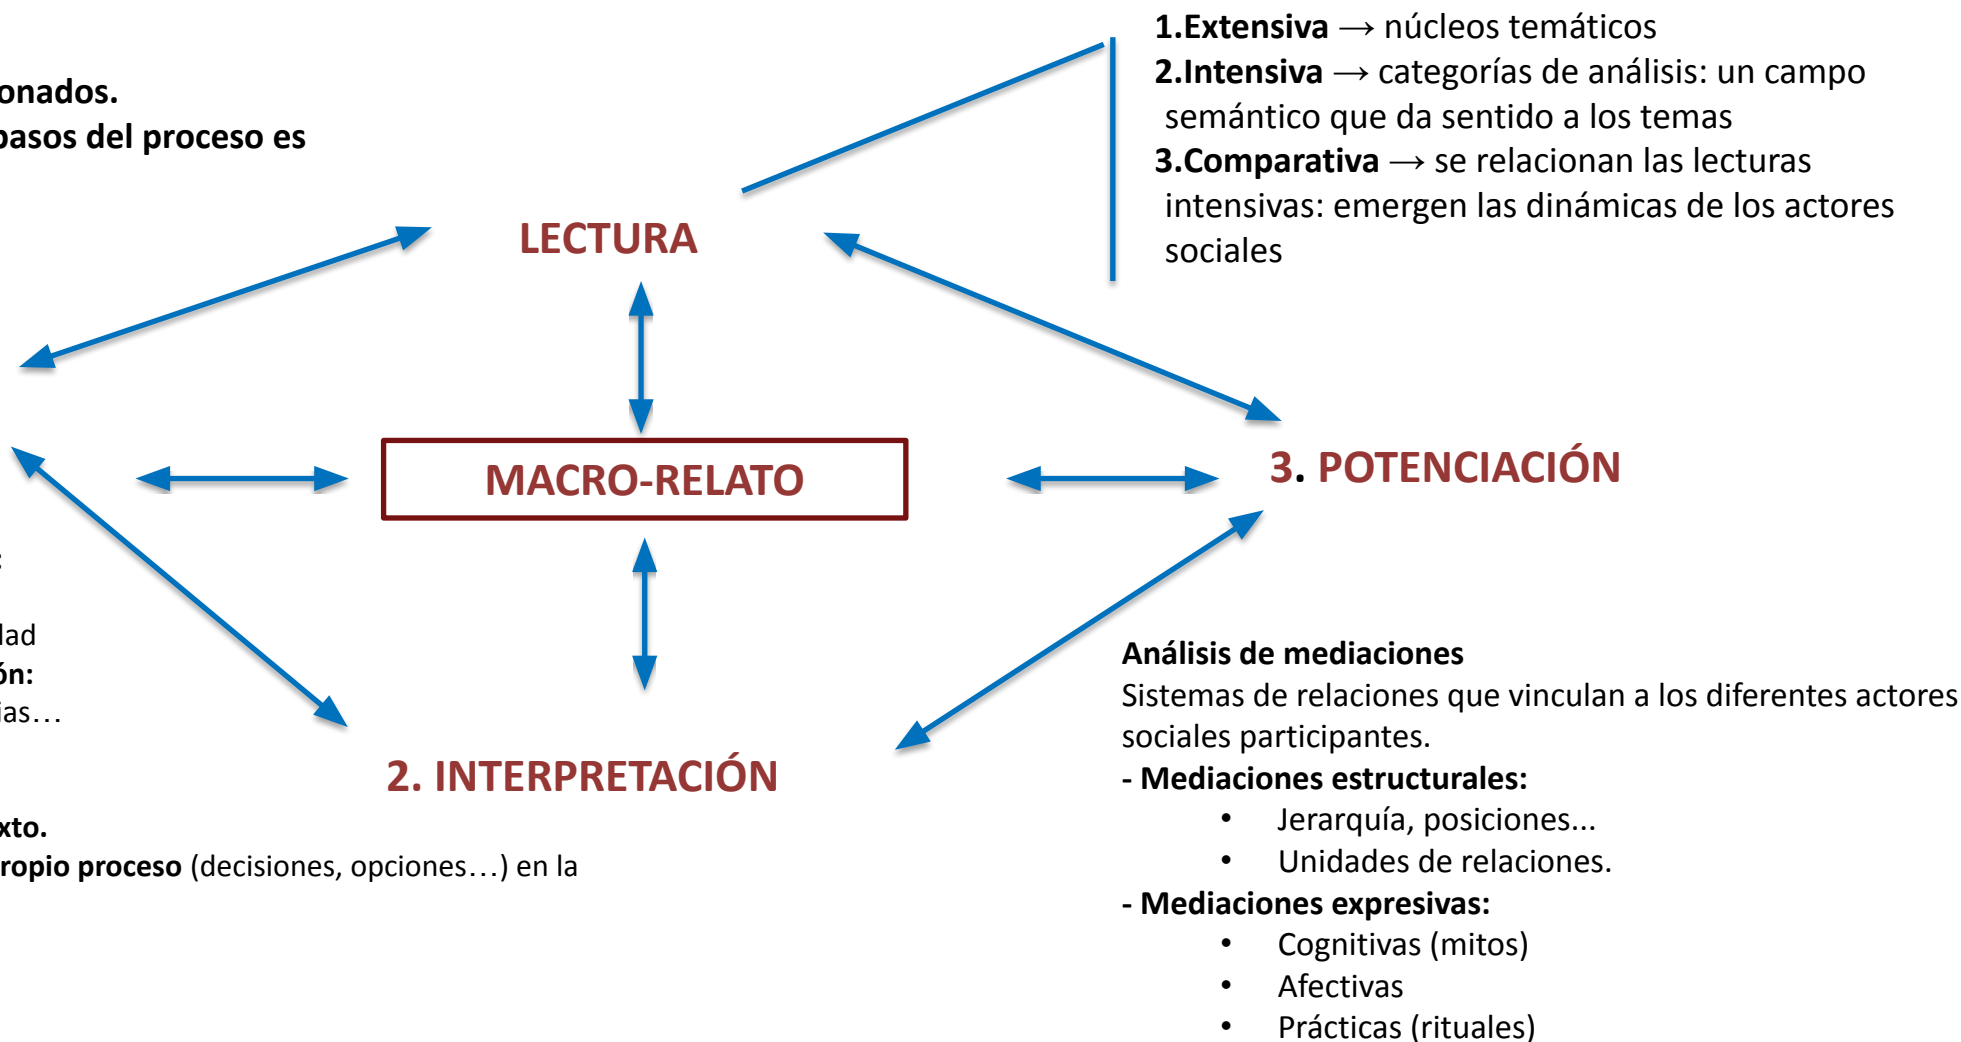 onados.
pasos del proceso es
1.Extensiva → núcleos temáticos
2.Intensiva → categorías de análisis: un campo
semántico que da sentido a los temas
3.Comparativa → se relacionan las lecturas
intensivas: emergen las dinámicas de los actores
sociales
LECTURA
MACRO-RELATO
3. POTENCIACIÓN
:
dad
ón:
ias…
2. INTERPRETACIÓN
xto.
ropio proceso (decisiones, opciones…) en la
Análisis de mediaciones
Sistemas de relaciones que vinculan a los diferentes actores
sociales participantes.
- Mediaciones estructurales:
• Jerarquía, posiciones...
• Unidades de relaciones.
- Mediaciones expresivas:
• Cognitivas (mitos)
• Afectivas
• Prácticas (rituales)